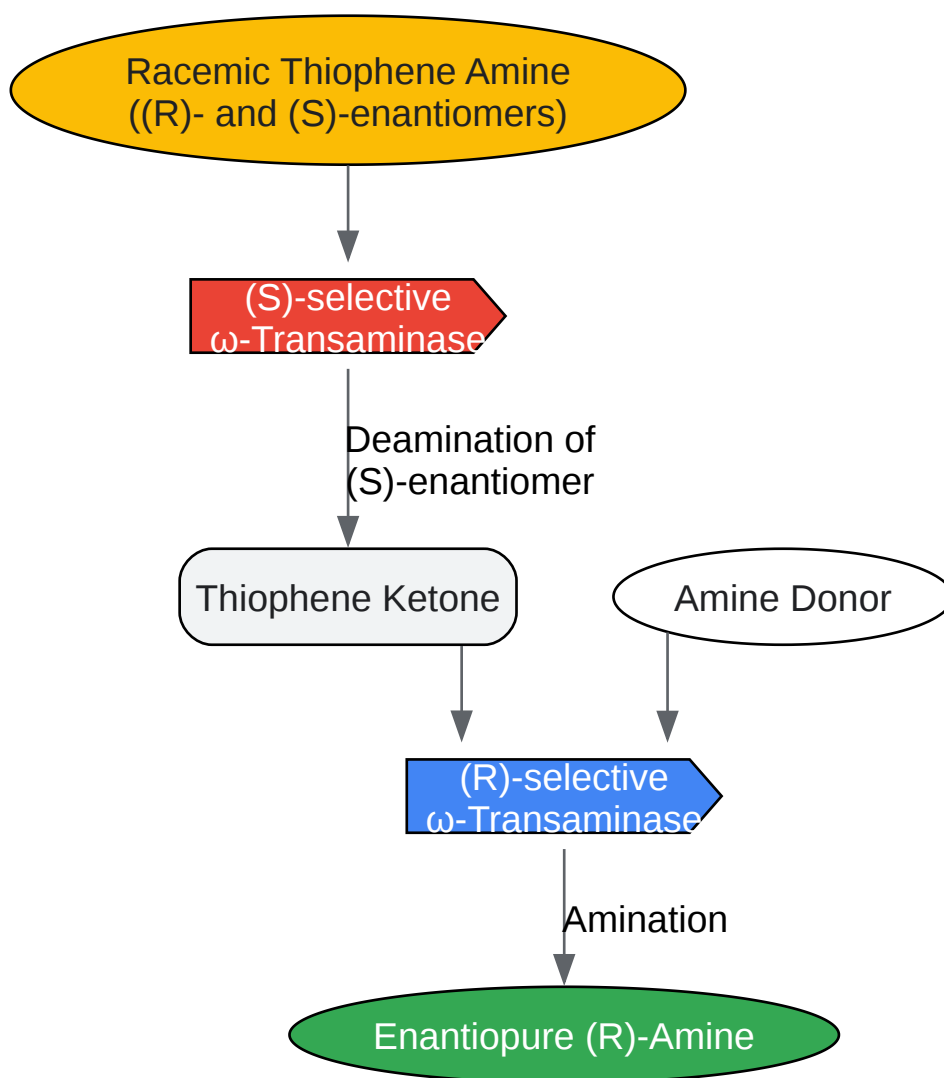 Racemic Thiophene Amine
((R)- and (S)-enantiomers)
(S)-selective
ω-Transaminase
Deamination of
(S)-enantiomer
Thiophene Ketone
Amine Donor
(R)-selective
ω-Transaminase
Amination
Enantiopure (R)-Amine